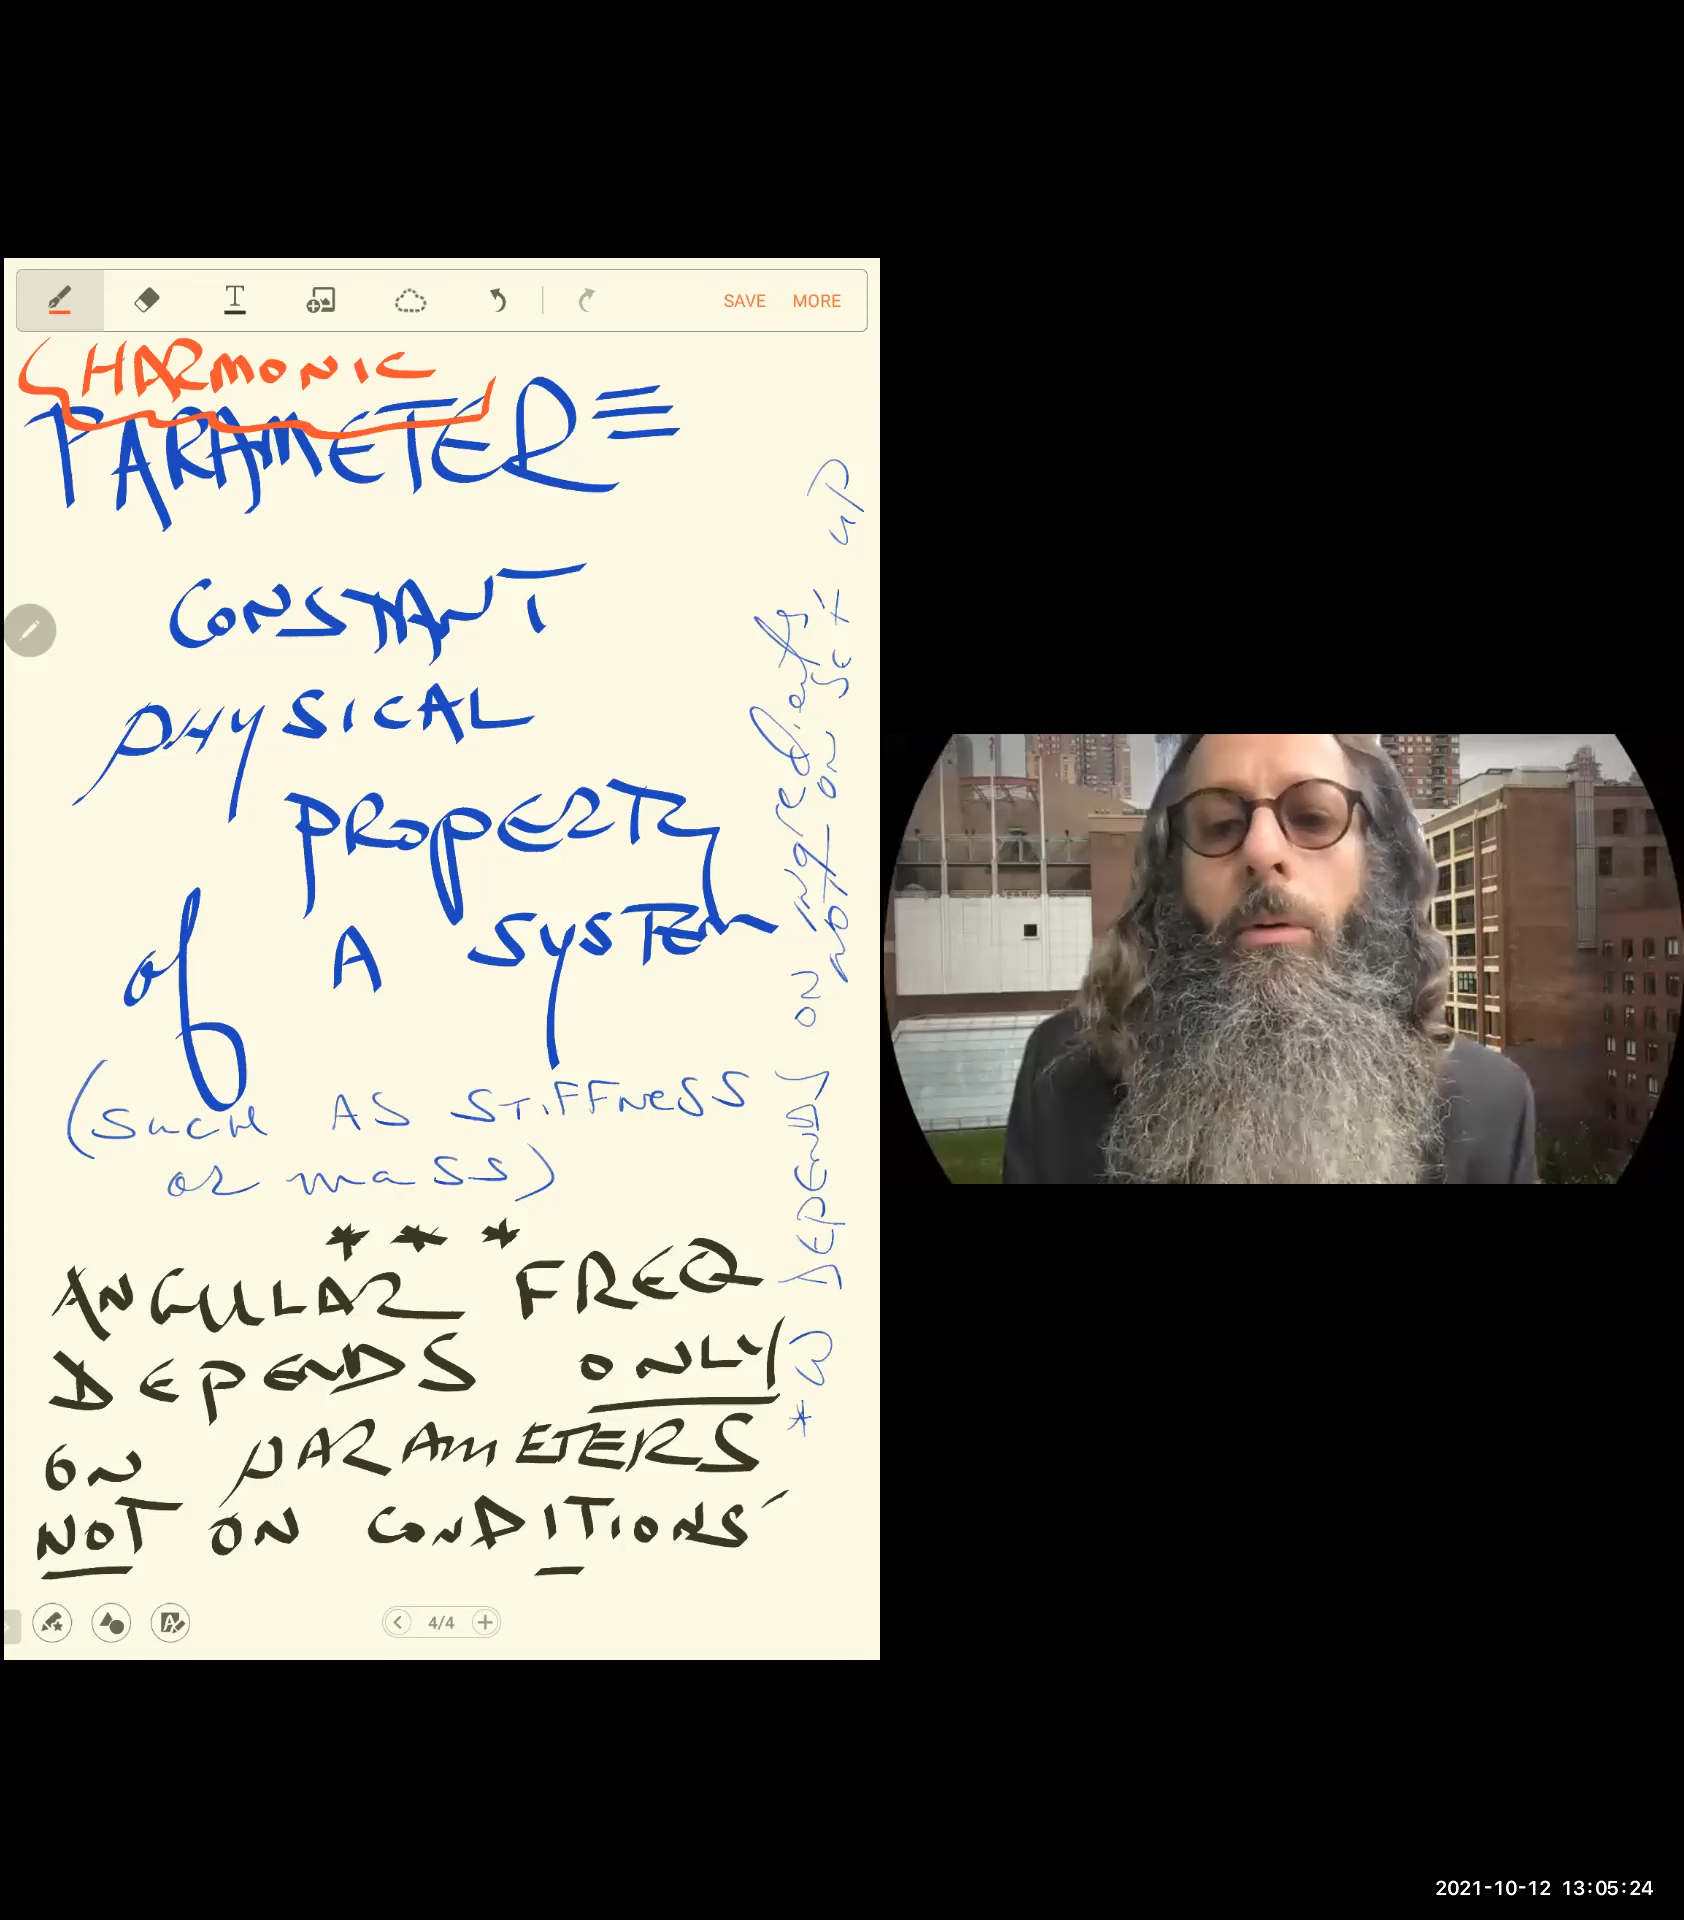 SAVE MORE
HARMONIC
PARAMETER ≡
CONSTANT
PHYSICAL
PROPERTY
of A SYSTEM
(SUCH AS STIFFNESS
OR mass)
* * *
ANGULAR FREQ
DEPENDS ONLY
ON PARAMETERS
NOT ON CONDITIONS
* ω DEPENDS ON ingredients
NOT ON SET UP
4/4
2021-10-12 13:05:24